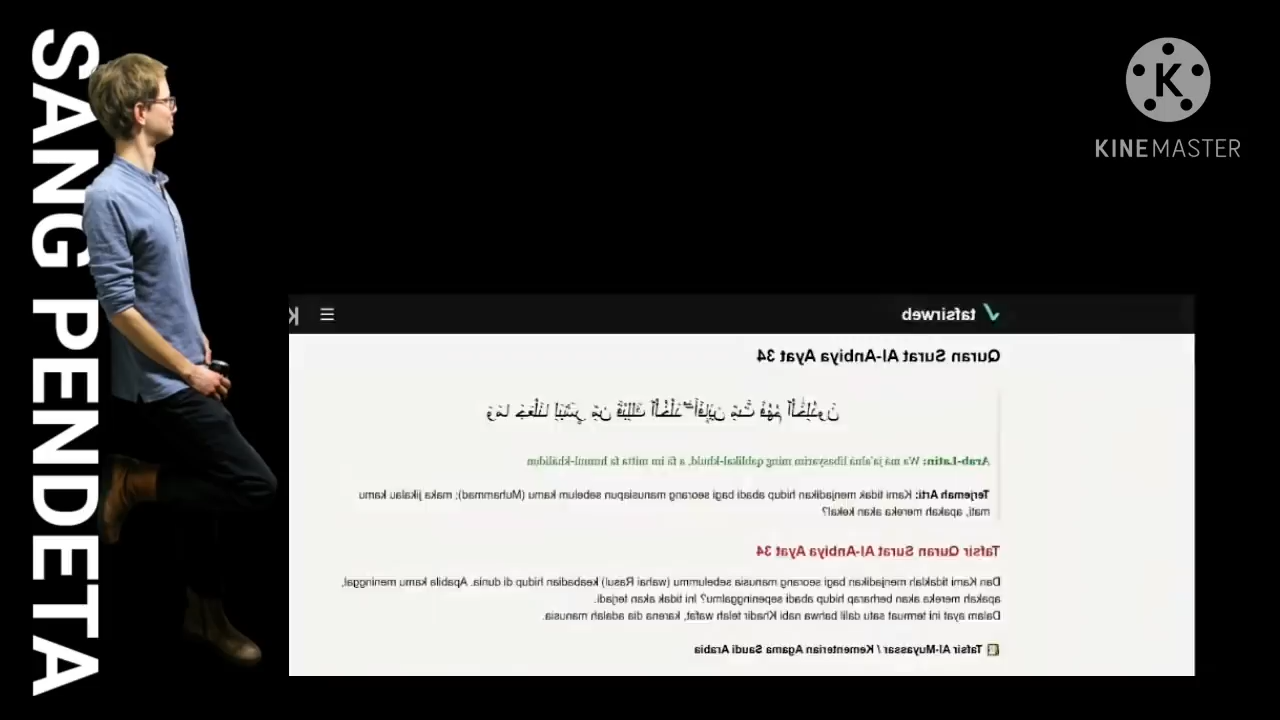 SANG PENDETA
K
KINEMASTER
tafsirweb
Quran Surat Al-Anbiya Ayat 34
وَمَا جَعَلْنَا لِبَشَرٍ مِّن قَبْلِكَ ٱلْخُلْدَ ۖ أَفَإِي۟ن مِّتَّ فَهُمُ ٱلْخَٰلِدُونَ
Arab-Latin: Wa mā ja'alnā libasyarim ming qablikal-khuld, a fa im mitta fa humul-khālidụn
Terjemah Arti: Kami tidak menjadikan hidup abadi bagi seorang manusiapun sebelum kamu (Muhammad); maka jikalau kamu
mati, apakah mereka akan kekal?
Tafsir Quran Surat Al-Anbiya Ayat 34
Dan Kami tidaklah menjadikan bagi seorang manusia sebelummu (wahai Rasul) keabadian hidup di dunia. Apabila kamu meninggal,
apakah mereka akan berharap hidup abadi sepeninggalmu? Ini tidak akan terjadi.
Dalam ayat ini termuat satu dalil bahwa nabi Khadir telah wafat, karena dia adalah manusia.
Tafsir Al-Muyassar / Kementerian Agama Saudi Arabia